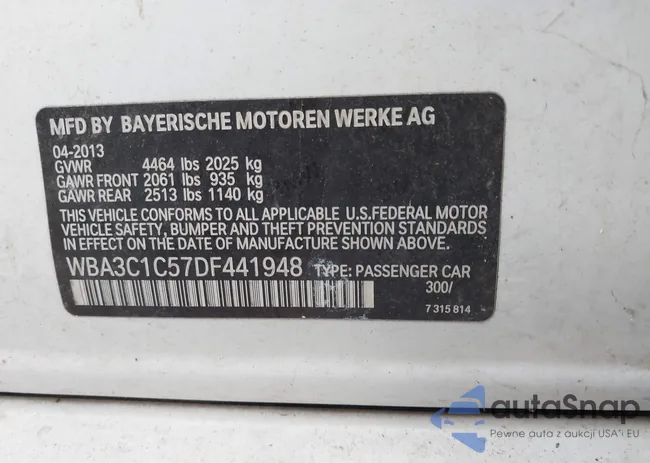 MFD BY BAYERISCHE MOTOREN WERKE AG
04-2013
GVWR 4464 lbs 2025 kg
GAWR FRONT 2061 lbs 935 kg
GAWR REAR 2513 lbs 1140 kg
THIS VEHICLE CONFORMS TO ALL APPLICABLE U.S.FEDERAL MOTOR
VEHICLE SAFETY, BUMPER AND THEFT PREVENTION STANDARDS
IN EFFECT ON THE DATE OF MANUFACTURE SHOWN ABOVE.
WBA3C1C57DF441948 TYPE: PASSENGER CAR
300/
7 315 814
autoSnap
Pewne auta z aukcji USA i EU